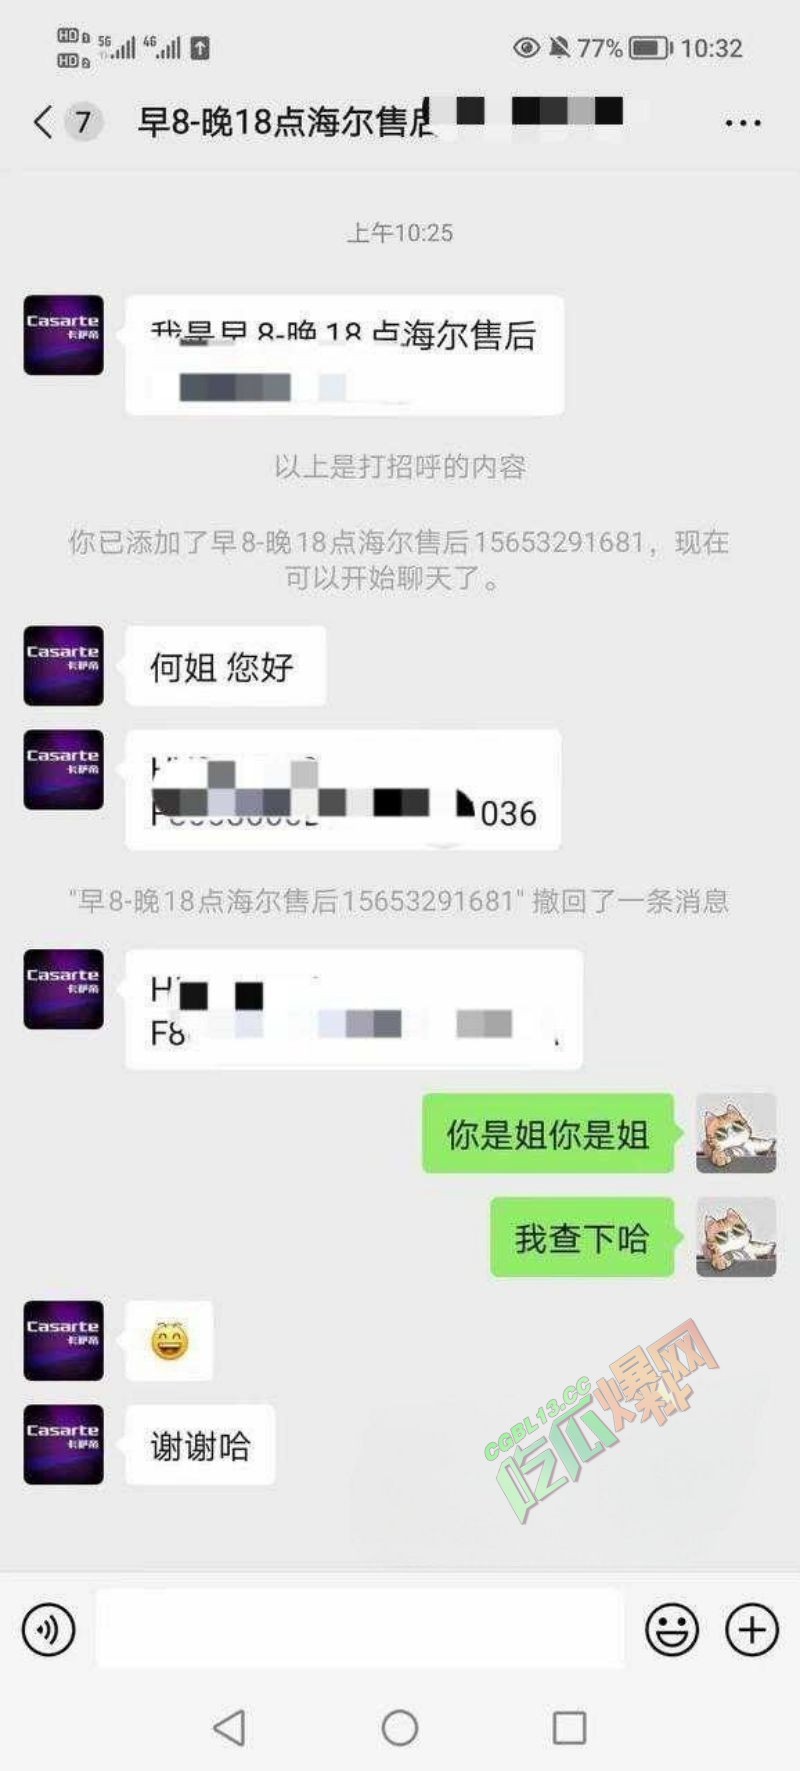 HD 1 5G 4G
HD 2
77% 10:32
7 早8-晚18点海尔售后
上午10:25
Casarte
卡萨帝
我是早8-晚18点海尔售后
以上是打招呼的内容
你已添加了早8-晚18点海尔售后15653291681，现在
可以开始聊天了。
Casarte
卡萨帝
何姐 您好
Casarte
卡萨帝
036
"早8-晚18点海尔售后15653291681" 撤回了一条消息
Casarte
卡萨帝
H
F8
你是姐你是姐
我查下哈
Casarte
卡萨帝
Casarte
卡萨帝
谢谢哈
CGBL13.CC
吃瓜爆料网